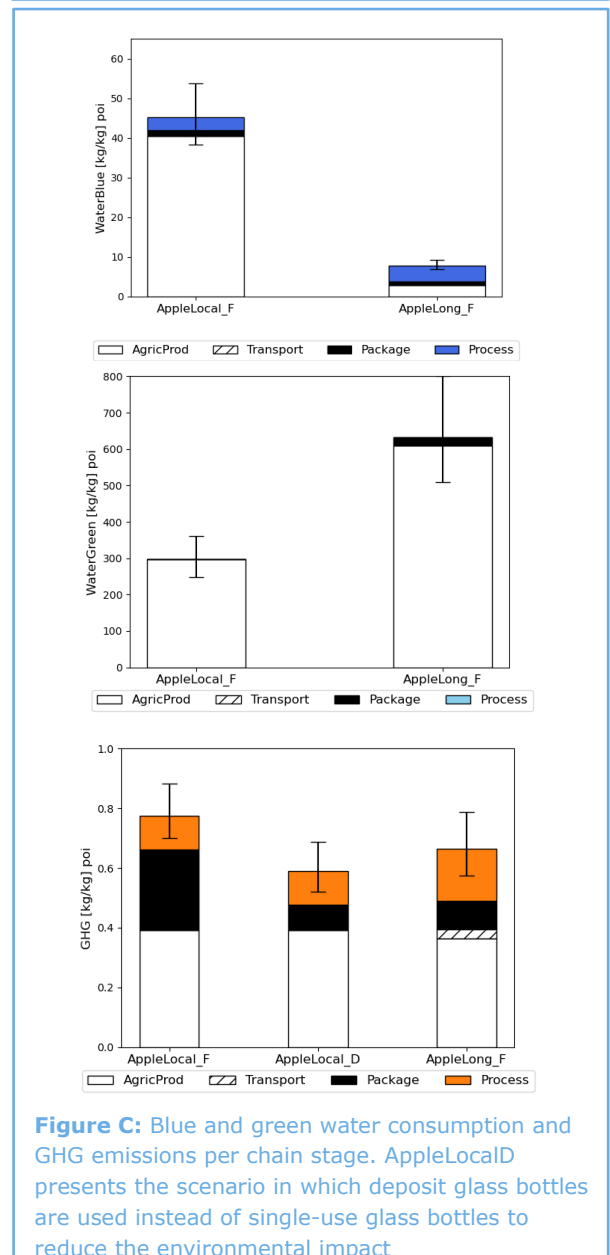 60
50
40
30
20
10
0
WaterBlue [kg/kg] poi
AppleLocal_F AppleLong_F
AgricProd Transport Package Process
800
700
600
500
400
300
200
100
0
WaterGreen [kg/kg] poi
AppleLocal_F AppleLong_F
AgricProd Transport Package Process
1.0
0.8
0.6
0.4
0.2
0.0
GHG [kg/kg] poi
AppleLocal_F AppleLocal_D AppleLong_F
AgricProd Transport Package Process
Figure C: Blue and green water consumption and
GHG emissions per chain stage. AppleLocalD
presents the scenario in which deposit glass bottles
are used instead of single-use glass bottles to
reduce the environmental impact